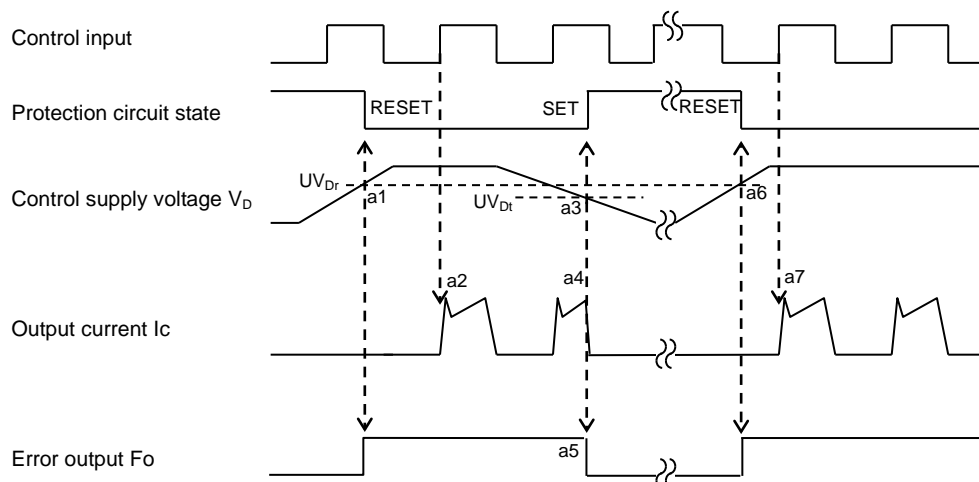 Control input
Protection circuit state
RESET
SET
RESET
Control supply voltage VD
UVDr
a1
UVDt
a3
a6
a2
a4
a7
Output current Ic
Error output Fo
a5